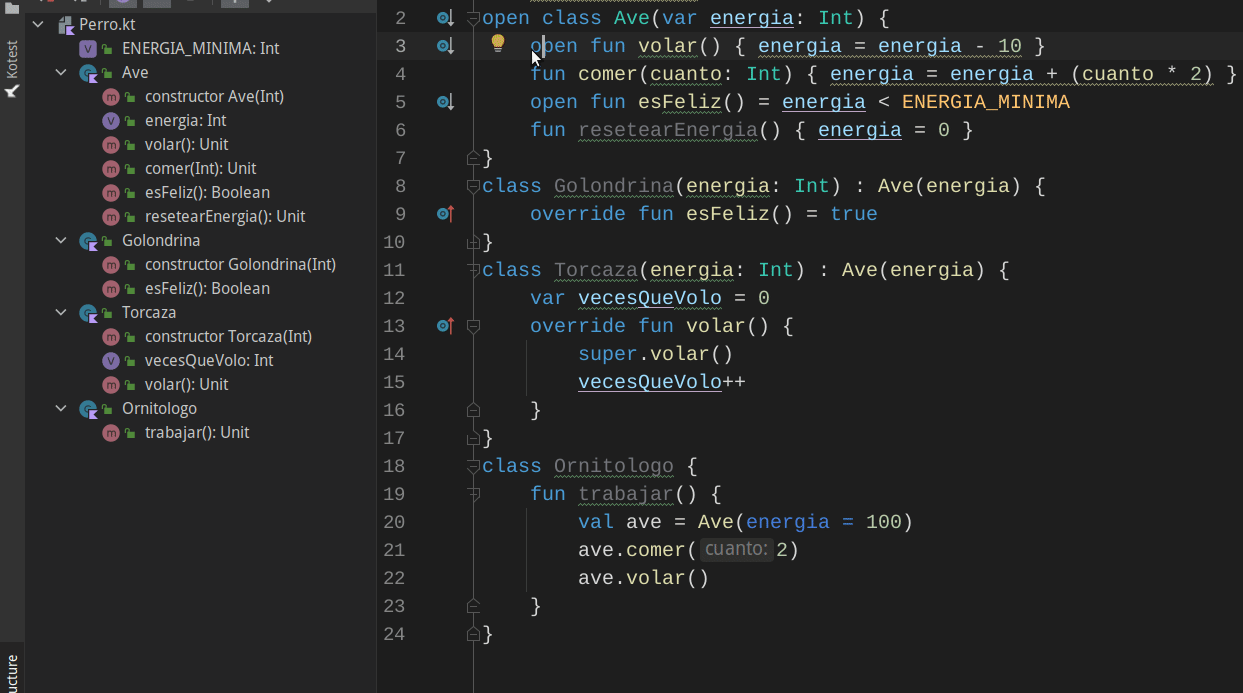 Kotest
ucture
Perro.kt
ENERGIA_MINIMA: Int
Ave
constructor Ave(Int)
energia: Int
volar(): Unit
comer(Int): Unit
esFeliz(): Boolean
resetearEnergia(): Unit
Golondrina
constructor Golondrina(Int)
esFeliz(): Boolean
Torcaza
constructor Torcaza(Int)
vecesQueVolo: Int
volar(): Unit
Ornitologo
trabajar(): Unit
2 open class Ave(var energia: Int) {
3 open fun volar() { energia = energia - 10 }
4 fun comer(cuanto: Int) { energia = energia + (cuanto * 2) }
5 open fun esFeliz() = energia < ENERGIA_MINIMA
6 fun resetearEnergia() { energia = 0 }
7 }
8 class Golondrina(energia: Int) : Ave(energia) {
9 override fun esFeliz() = true
10 }
11 class Torcaza(energia: Int) : Ave(energia) {
12 var vecesQueVolo = 0
13 override fun volar() {
14 super.volar()
15 vecesQueVolo++
16 }
17 }
18 class Ornitologo {
19 fun trabajar() {
20 val ave = Ave(energia = 100)
21 ave.comer( cuanto: 2)
22 ave.volar()
23 }
24 }